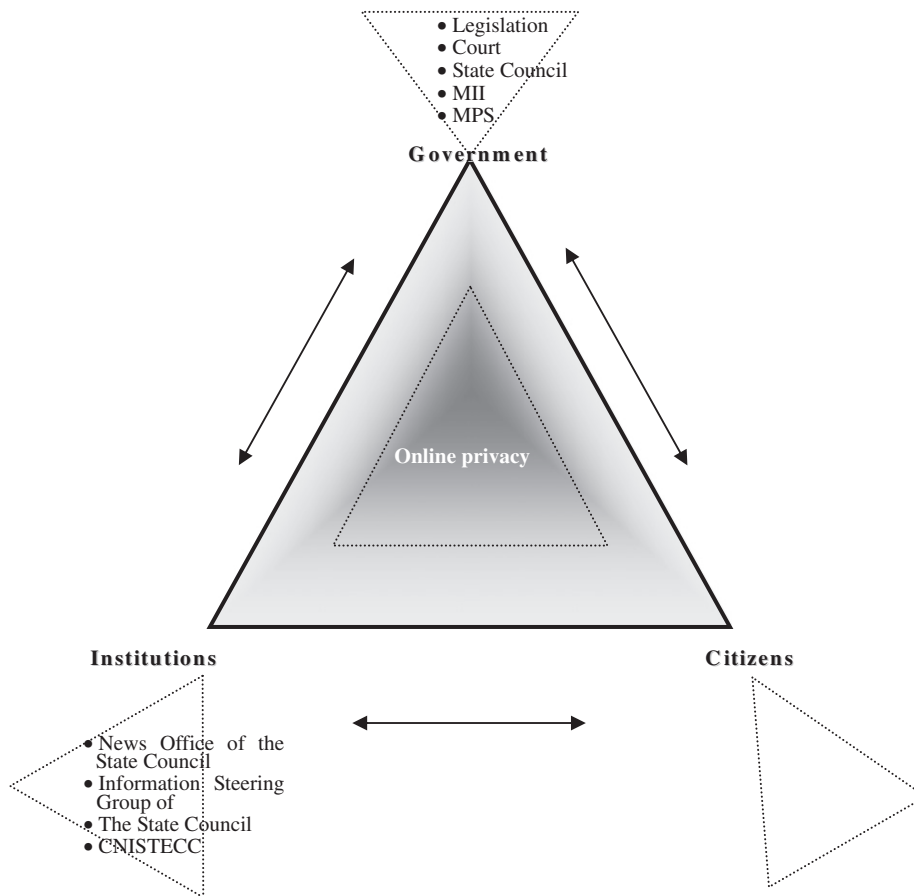 • Legislation
• Court
• State Council
• MII
• MPS
Government
Online privacy
Institutions
Citizens
• News Office of the
State Council
• Information Steering
Group of
• The State Council
• CNISTECC